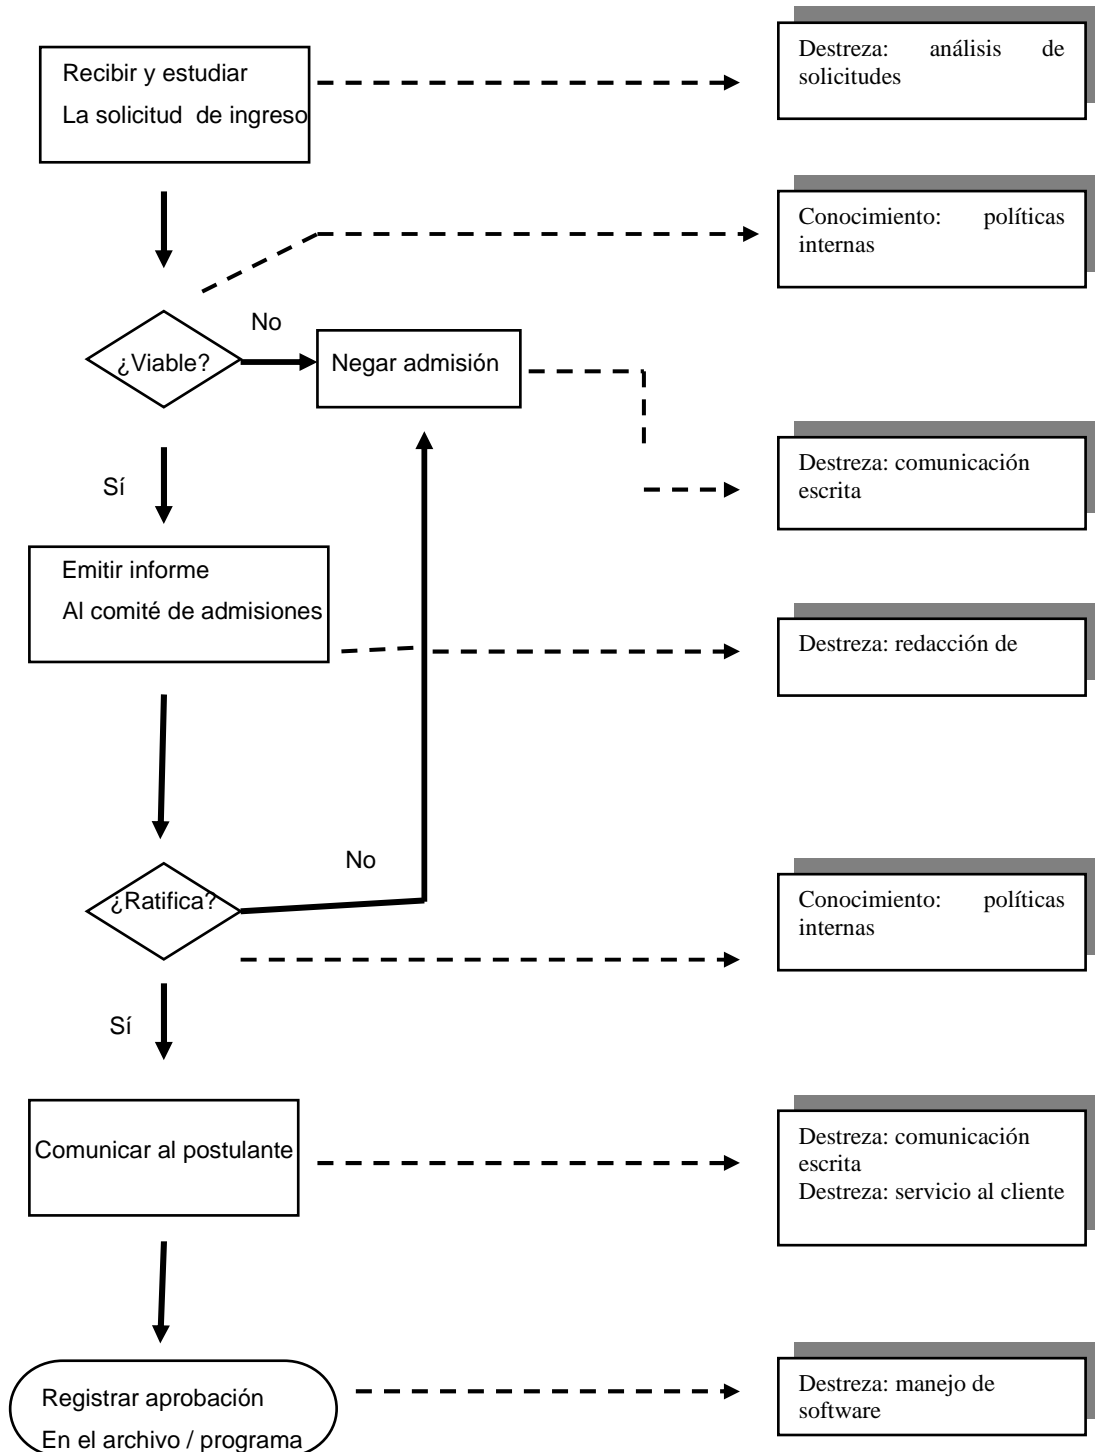 Recibir y estudiar
La solicitud de ingreso
Destreza: análisis de
solicitudes
Conocimiento: políticas
internas
¿Viable?
No
Negar admisión
Destreza: comunicación
escrita
Sí
Emitir informe
Al comité de admisiones
Destreza: redacción de
¿Ratifica?
No
Conocimiento: políticas
internas
Sí
Comunicar al postulante
Destreza: comunicación
escrita
Destreza: servicio al cliente
Registrar aprobación
En el archivo / programa
Destreza: manejo de
software